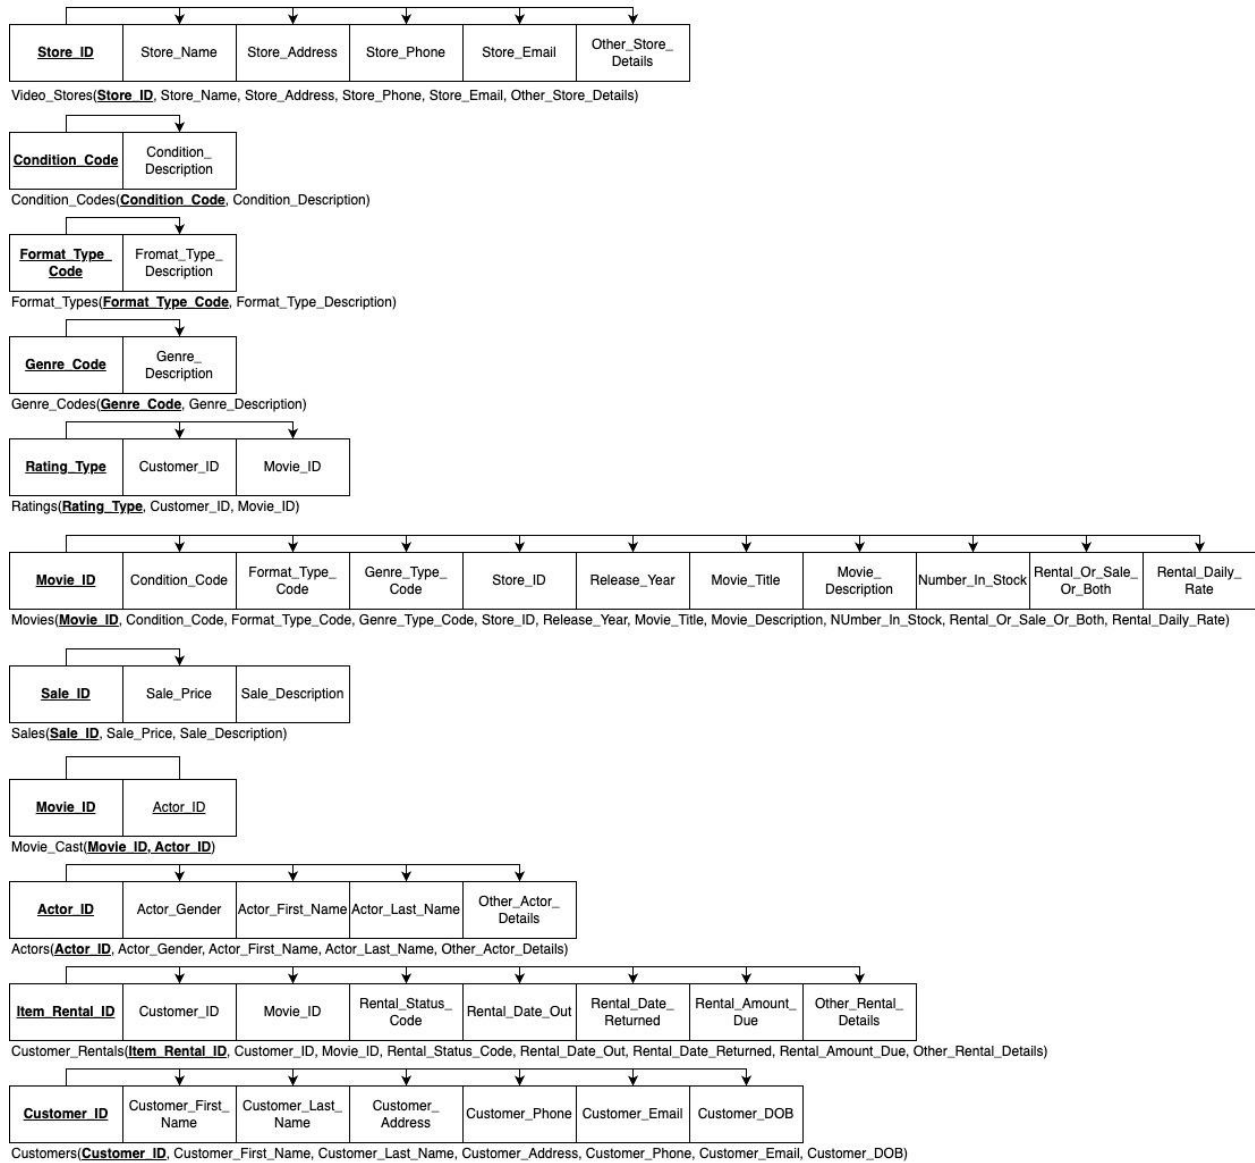 Store_ID Store_Name Store_Address Store_Phone Store_Email Other_Store_
Details
Video_Stores(Store_ID, Store_Name, Store_Address, Store_Phone, Store_Email, Other_Store_Details)
Condition_Code Condition_
Description
Condition_Codes(Condition_Code, Condition_Description)
Format_Type_
Code
Fromat_Type_
Description
Format_Types(Format_Type_Code, Format_Type_Description)
Genre_Code Genre_
Description
Genre_Codes(Genre_Code, Genre_Description)
Rating_Type Customer_ID Movie_ID
Ratings(Rating_Type, Customer_ID, Movie_ID)
Movie_ID Condition_Code Format_Type_
Code
Genre_Type_
Code
Store_ID Release_Year Movie_Title Movie_
Description
Number_In_Stock Rental_Or_Sale_
Or_Both
Rental_Daily_
Rate
Movies(Movie_ID, Condition_Code, Format_Type_Code, Genre_Type_Code, Store_ID, Release_Year, Movie_Title, Movie_Description, NUmber_In_Stock, Rental_Or_Sale_Or_Both, Rental_Daily_Rate)
Sale_ID Sale_Price Sale_Description
Sales(Sale_ID, Sale_Price, Sale_Description)
Movie_ID Actor_ID
Movie_Cast(Movie_ID, Actor_ID)
Actor_ID Actor_Gender Actor_First_Name Actor_Last_Name Other_Actor_
Details
Actors(Actor_ID, Actor_Gender, Actor_First_Name, Actor_Last_Name, Other_Actor_Details)
Item_Rental_ID Customer_ID Movie_ID Rental_Status_
Code
Rental_Date_Out Rental_Date_
Returned
Rental_Amount_
Due
Other_Rental_
Details
Customer_Rentals(Item_Rental_ID, Customer_ID, Movie_ID, Rental_Status_Code, Rental_Date_Out, Rental_Date_Returned, Rental_Amount_Due, Other_Rental_Details)
Customer_ID Customer_First_
Name
Customer_Last_
Name
Customer_
Address
Customer_Phone Customer_Email Customer_DOB
Customers(Customer_ID, Customer_First_Name, Customer_Last_Name, Customer_Address, Customer_Phone, Customer_Email, Customer_DOB)